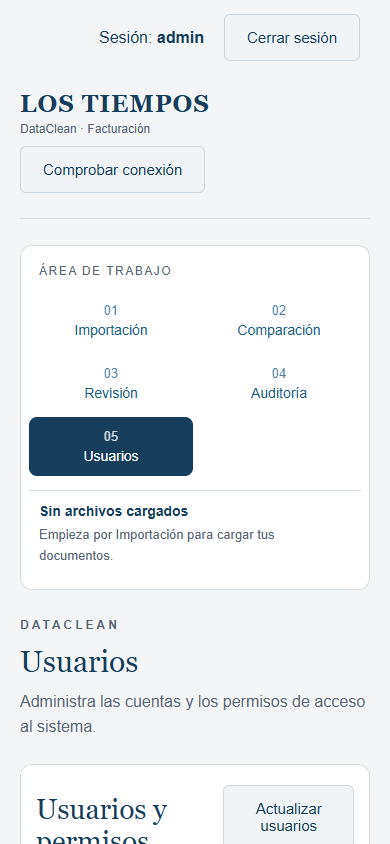 Sesión: admin
Cerrar sesión
LOS TIEMPOS
DataClean · Facturación
Comprobar conexión
ÁREA DE TRABAJO
01
Importación
02
Comparación
03
Revisión
04
Auditoría
05
Usuarios
Sin archivos cargados
Empieza por Importación para cargar tus
documentos.
DATACLEAN
Usuarios
Administra las cuentas y los permisos de acceso
al sistema.
Usuarios y
permisos
Actualizar
usuarios